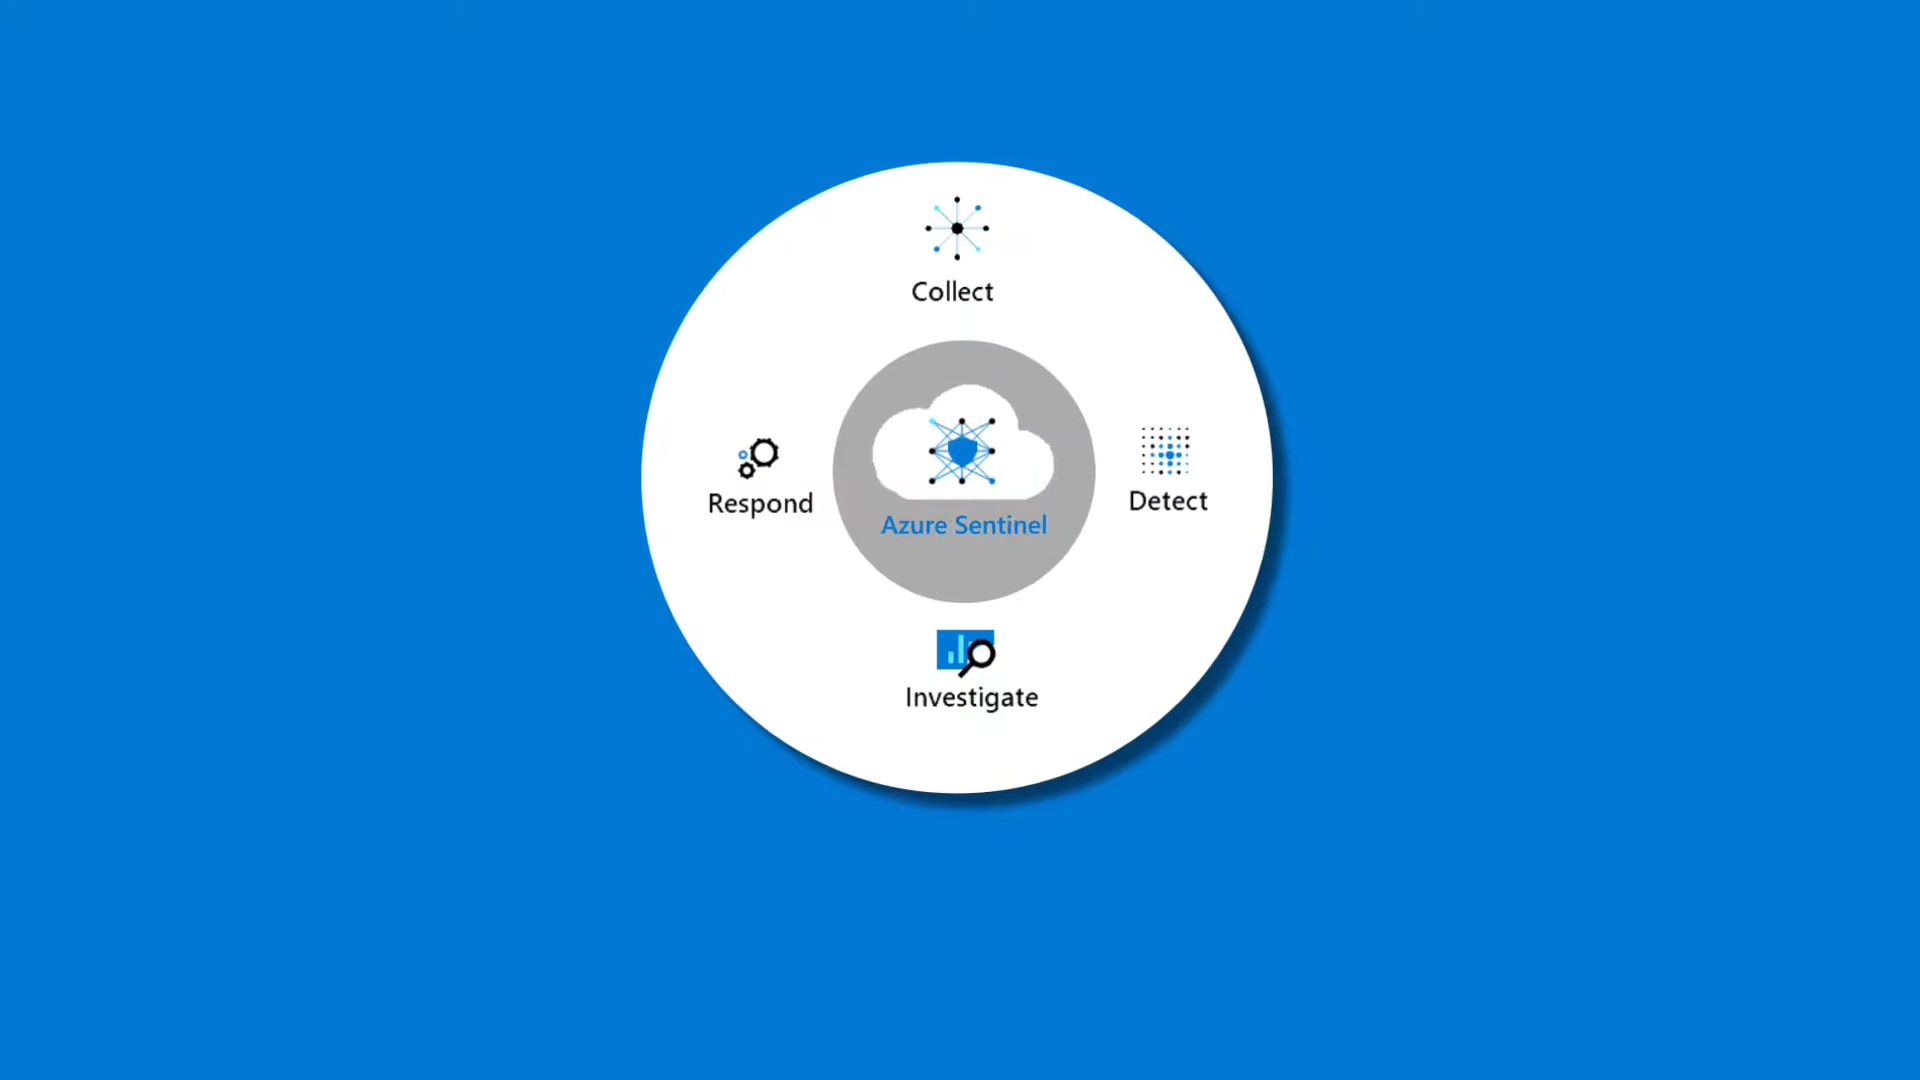 Collect
Respond
Azure Sentinel
Detect
Investigate